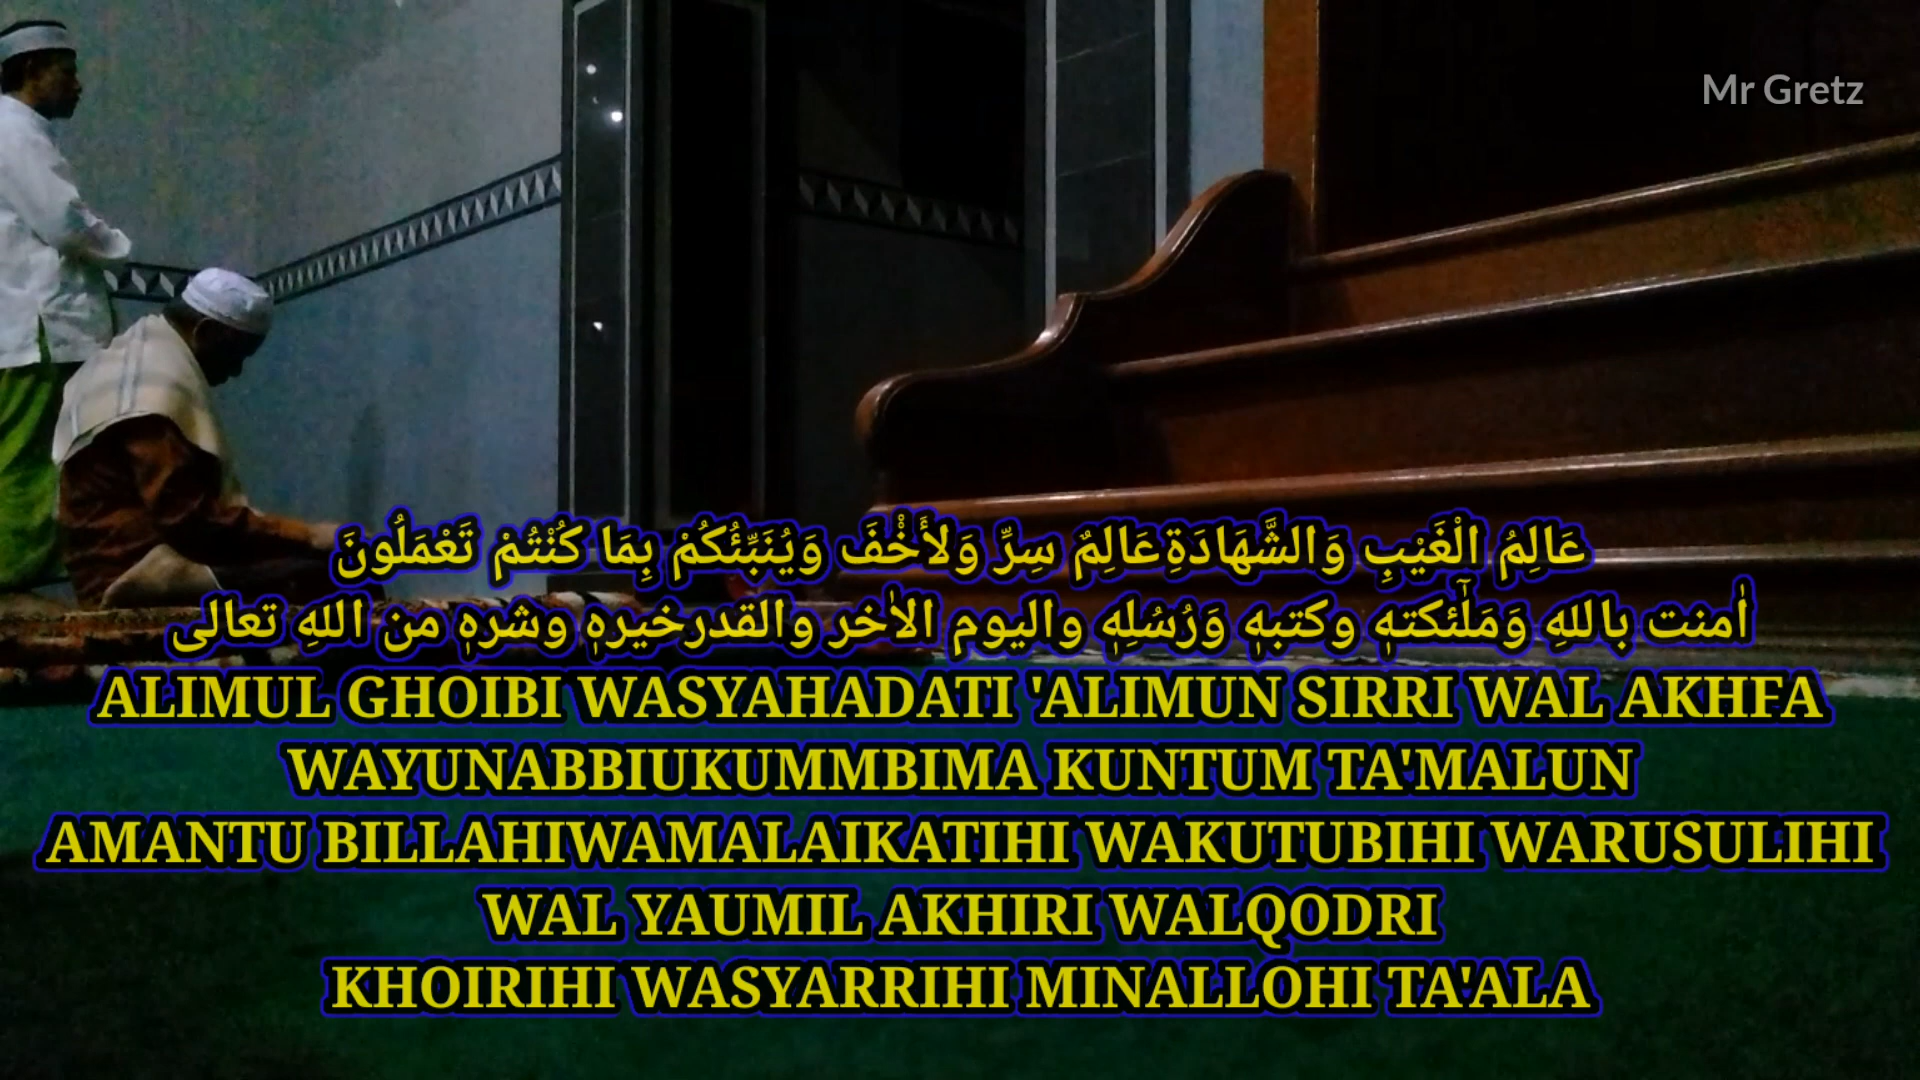 Mr Gretz
عَالِمُ الْغَيْبِ وَالشَّهَادَةِعَالِمٌ سِرِّ وَلأَخْفَ وَيُنَبِّئُكُمْ بِمَا كُنْتُمْ تَعْمَلُونَ
اٰمنت باللهِ وَمَلٰٓئكتهٖ وكتبهٖ وَرُسُلِهٖ واليوم الاٰخر والقدرخيرهٖ وشرهٖ من اللهِ تعالى
ALIMUL GHOIBI WASYAHADATI 'ALIMUN SIRRI WAL AKHFA
WAYUNABBIUKUMMBIMA KUNTUM TA'MALUN
AMANTU BILLAHIWAMALAIKATIHI WAKUTUBIHI WARUSULIHI
WAL YAUMIL AKHIRI WALQODRI
KHOIRIHI WASYARRIHI MINALLOHI TA'ALA